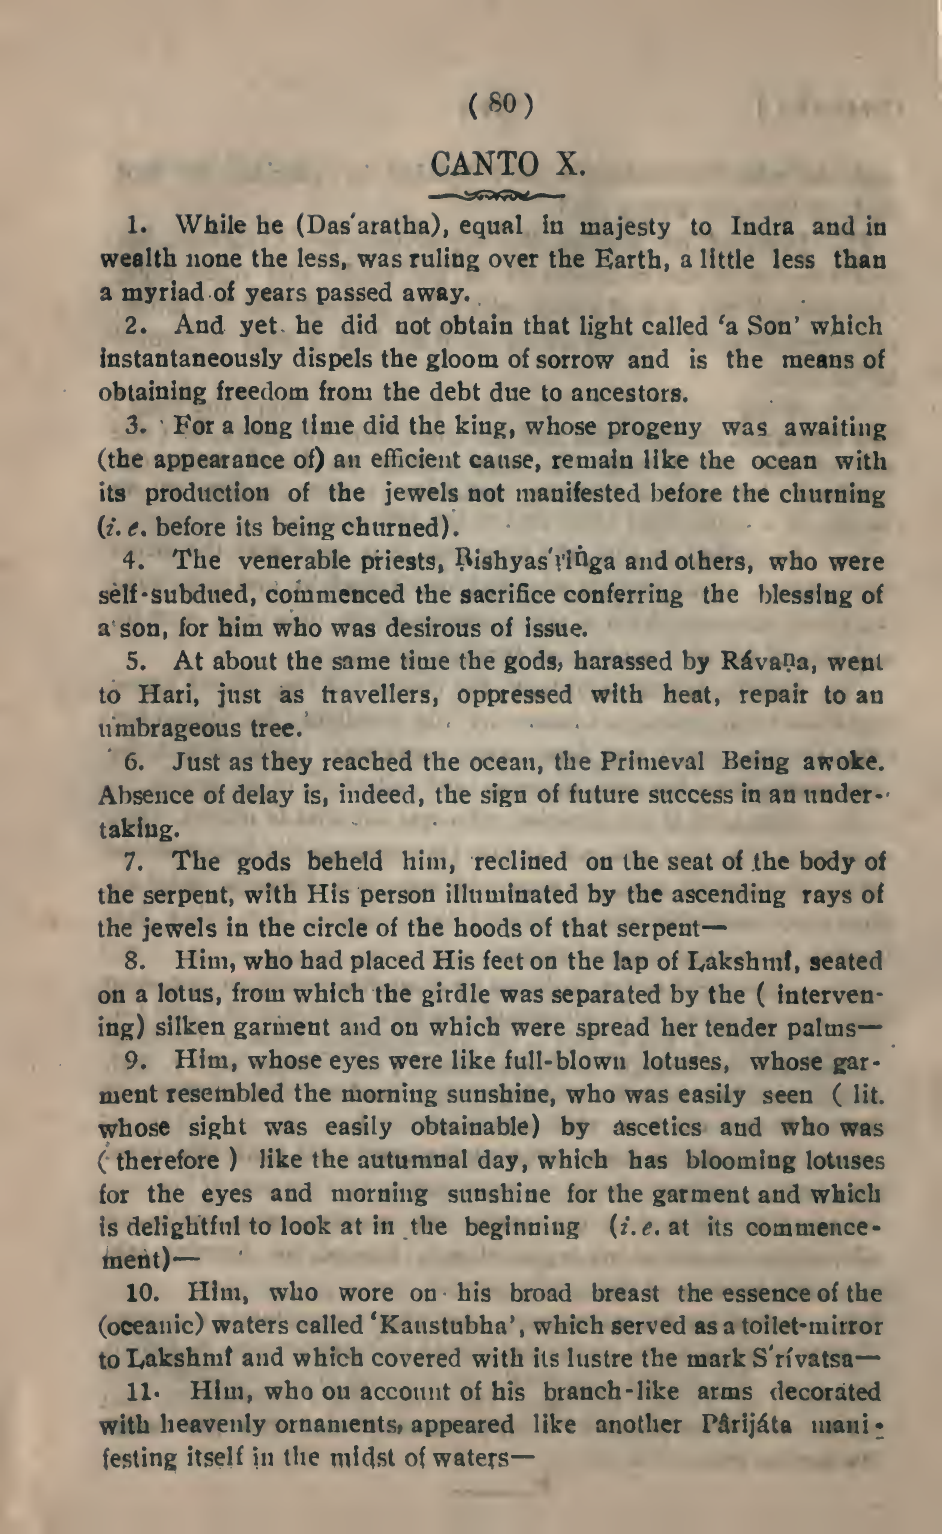 ( 80 )
CANTO X.
1. While he (Das'aratha), equal in majesty to Indra and in
wealth none the less, was ruling over the Earth, a little less than
a myriad of years passed away.
2. And yet he did not obtain that light called 'a Son' which
instantaneously dispels the gloom of sorrow and is the means of
obtaining freedom from the debt due to ancestors.
3. For a long time did the king, whose progeny was awaiting
(the appearance of) an efficient cause, remain like the ocean with
its production of the jewels not manifested before the churning
(i. e. before its being churned).
4. The venerable priests, Ṛishyas'ṛiṅga and others, who were
self-subdued, commenced the sacrifice conferring the blessing of
a son, for him who was desirous of issue.
5. At about the same time the gods, harassed by Rávaṇa, went
to Hari, just as travellers, oppressed with heat, repair to an
umbrageous tree.
6. Just as they reached the ocean, the Primeval Being awoke.
Absence of delay is, indeed, the sign of future success in an under-
taking.
7. The gods beheld him, reclined on the seat of the body of
the serpent, with His person illuminated by the ascending rays of
the jewels in the circle of the hoods of that serpent—
8. Him, who had placed His feet on the lap of Lakshmí, seated
on a lotus, from which the girdle was separated by the ( interven-
ing) silken garment and on which were spread her tender palms—
9. Him, whose eyes were like full-blown lotuses, whose gar-
ment resembled the morning sunshine, who was easily seen ( lit.
whose sight was easily obtainable) by ascetics and who was
( therefore ) like the autumnal day, which has blooming lotuses
for the eyes and morning sunshine for the garment and which
is delightful to look at in the beginning (i. e. at its commence-
ment)—
10. Him, who wore on his broad breast the essence of the
(oceanic) waters called 'Kaustubha', which served as a toilet-mirror
to Lakshmí and which covered with its lustre the mark S'rívatsa—
11. Him, who on account of his branch-like arms decorated
with heavenly ornaments, appeared like another Párijáta mani-
festing itself in the midst of waters—